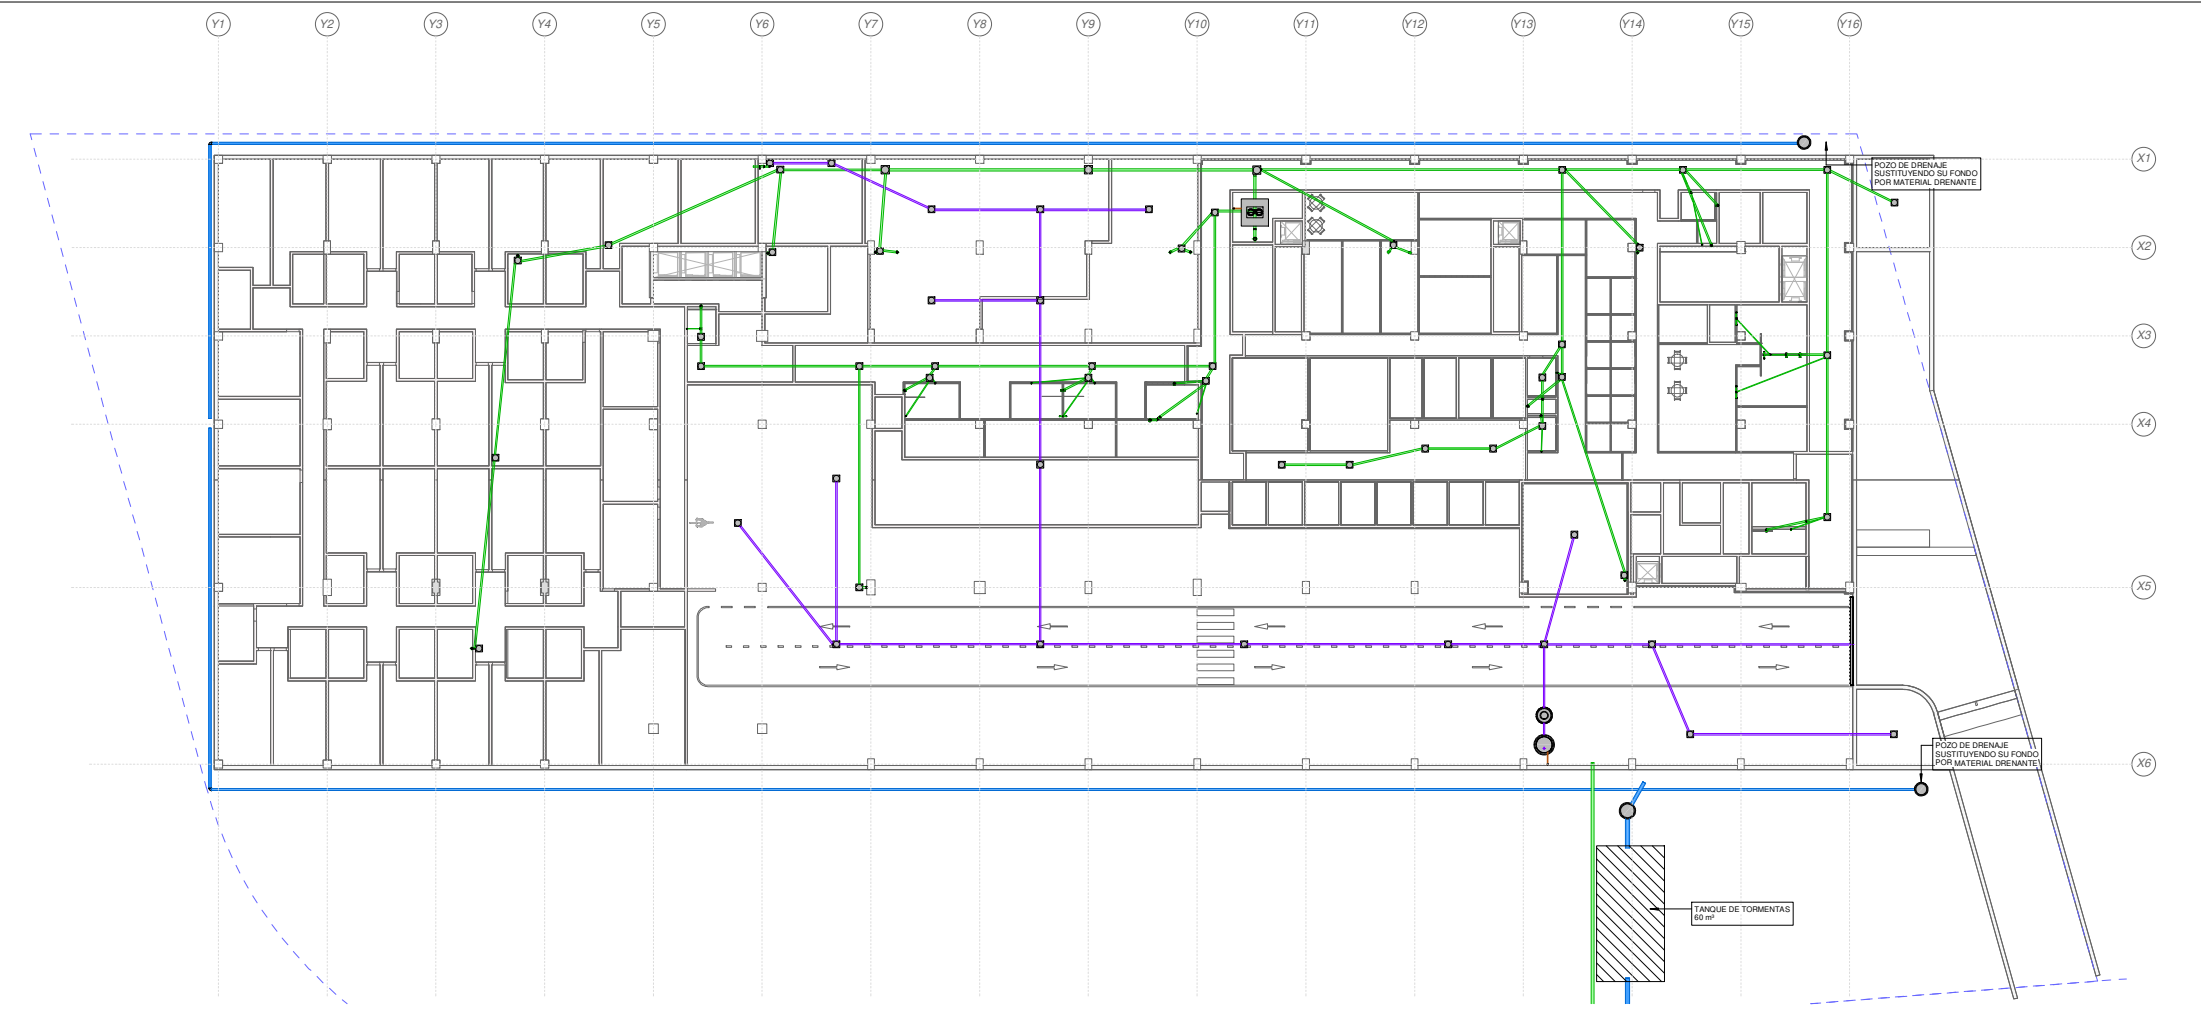 Y1 Y2 Y3 Y4 Y5 Y6 Y7 Y8 Y9 Y10 Y11 Y12 Y13 Y14 Y15 Y16
X1
POZO DE DRENAJE
SUSTITUYENDO SU FONDO
POR MATERIAL DRENANTE
X2
X3
X4
X5
POZO DE DRENAJE
SUSTITUYENDO SU FONDO
POR MATERIAL DRENANTE
X6
TANQUE DE TORMENTAS
60 m³